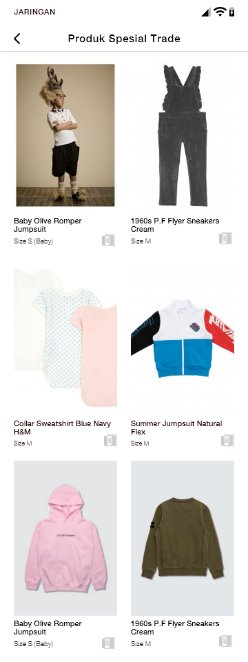 JARINGAN
Produk Spesial Trade
Baby Olive Romper
Jumpsuit
Size S (Baby)
1960s P.F Flyer Sneakers
Cream
Size M
Collar Sweatshirt Blue Navy
H&M
Size M
Summer Jumpsuit Natural
Flex
Size M
Baby Olive Romper
Jumpsuit
Size S (Baby)
1960s P.F Flyer Sneakers
Cream
Size M